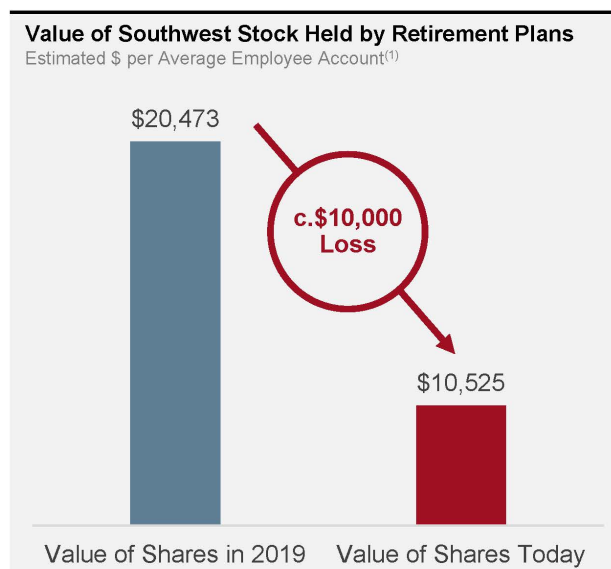 Value of Southwest Stock Held by Retirement Plans
Estimated $ per Average Employee Account(1)
$20,473
c.$10,000
Loss
$10,525
Value of Shares in 2019
Value of Shares Today